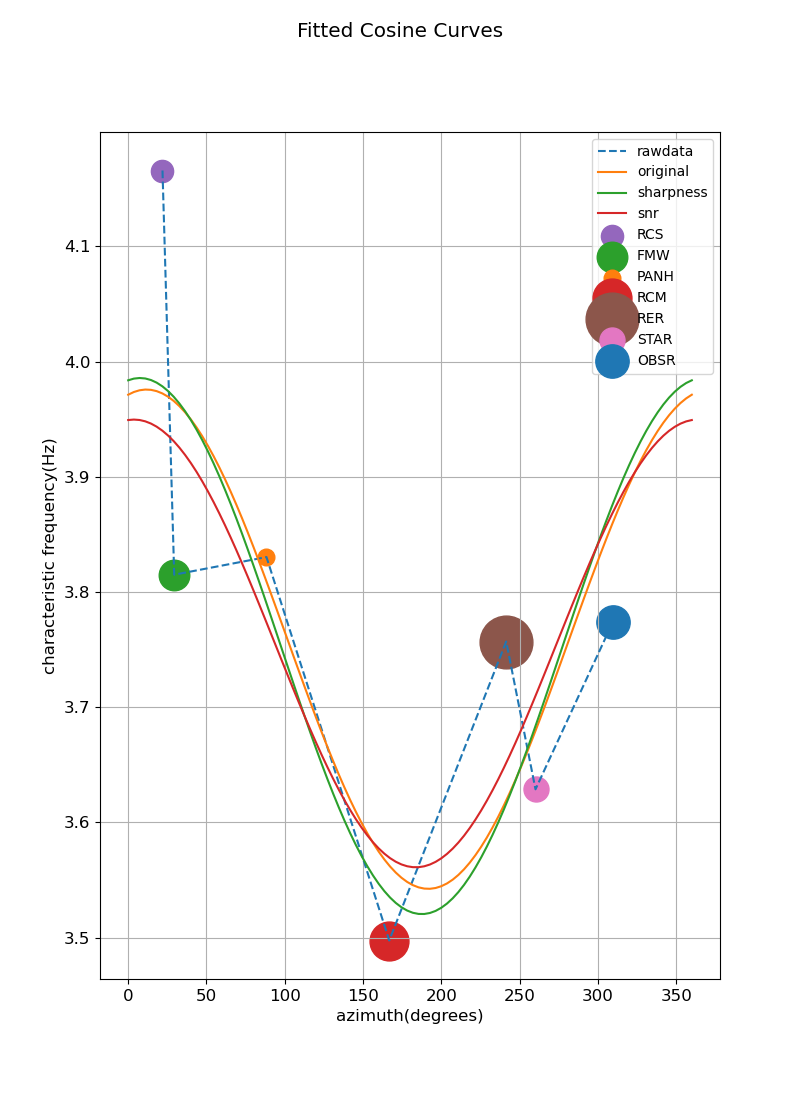 Fitted Cosine Curves
rawdata
original
sharpness
snr
RCS
FMW
PANH
RCM
RER
STAR
OBSR
4.1
4.0
3.9
3.8
3.7
3.6
3.5
characteristic frequency(Hz)
0 50 100 150 200 250 300 350
azimuth(degrees)